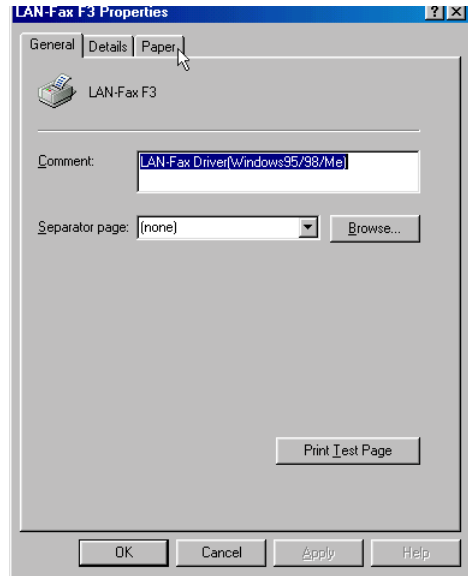 LAN-Fax F3 Properties
General Details Paper
LAN-Fax F3
Comment: LAN-Fax Driver(Windows95/98/Me)
Separator page: (none) Browse...
Print Test Page
OK Cancel Apply Help